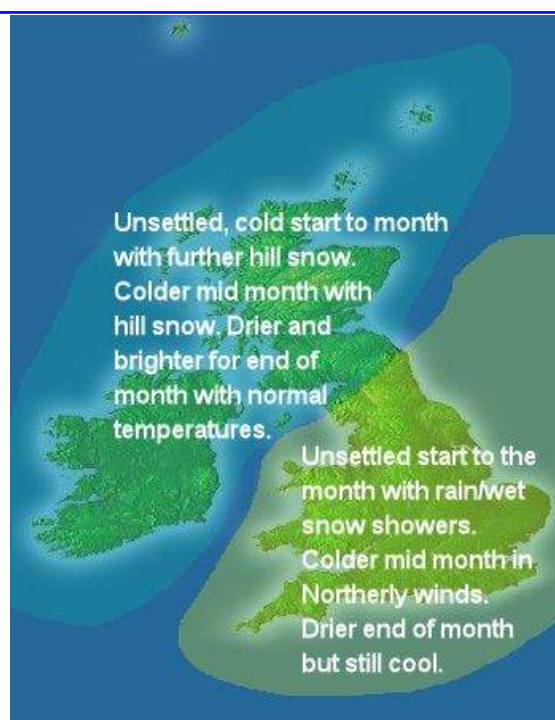 Unsettled, cold start to month
with further hill snow.
Colder mid month with
hill snow. Drier and
brighter for end of
month with normal
temperatures.
Unsettled start to the
month with rain/wet
snow showers.
Colder mid month in
Northerly winds.
Drier end of month
but still cool.